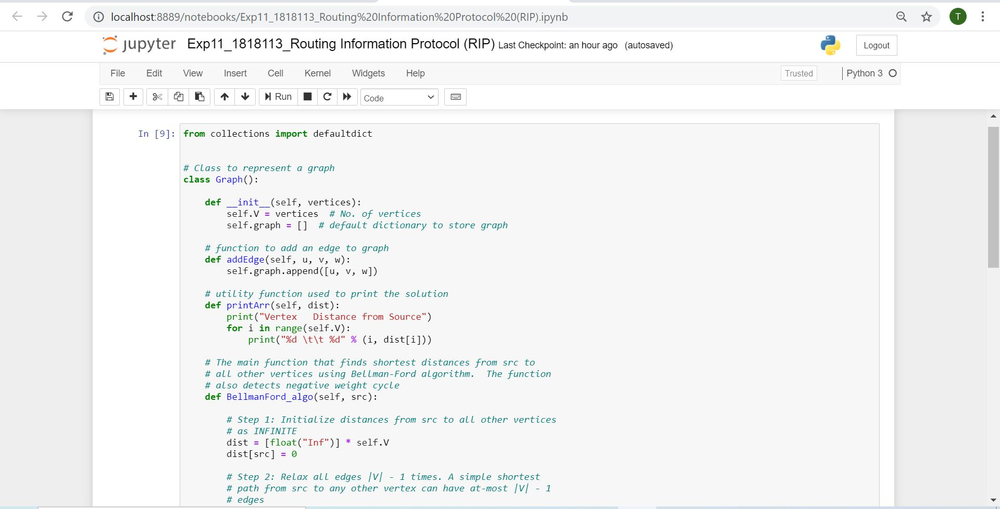 localhost:8889/notebooks/Exp11_1818113_Routing%20Information%20Protocol%20(RIP).ipynb
T
jupyter Exp11_1818113_Routing Information Protocol (RIP) Last Checkpoint: an hour ago (autosaved)
Logout
File Edit View Insert Cell Kernel Widgets Help Trusted Python 3
Run Code
In [9]: from collections import defaultdict
# Class to represent a graph
class Graph():
    def __init__(self, vertices):
        self.V = vertices  # No. of vertices
        self.graph = []  # default dictionary to store graph
    # function to add an edge to graph
    def addEdge(self, u, v, w):
        self.graph.append([u, v, w])
    # utility function used to print the solution
    def printArr(self, dist):
        print("Vertex   Distance from Source")
        for i in range(self.V):
            print("%d \t\t %d" % (i, dist[i]))
    # The main function that finds shortest distances from src to
    # all other vertices using Bellman-Ford algorithm.  The function
    # also detects negative weight cycle
    def BellmanFord_algo(self, src):
        # Step 1: Initialize distances from src to all other vertices
        # as INFINITE
        dist = [float("Inf")] * self.V
        dist[src] = 0
        # Step 2: Relax all edges |V| - 1 times. A simple shortest
        # path from src to any other vertex can have at-most |V| - 1
        # edges